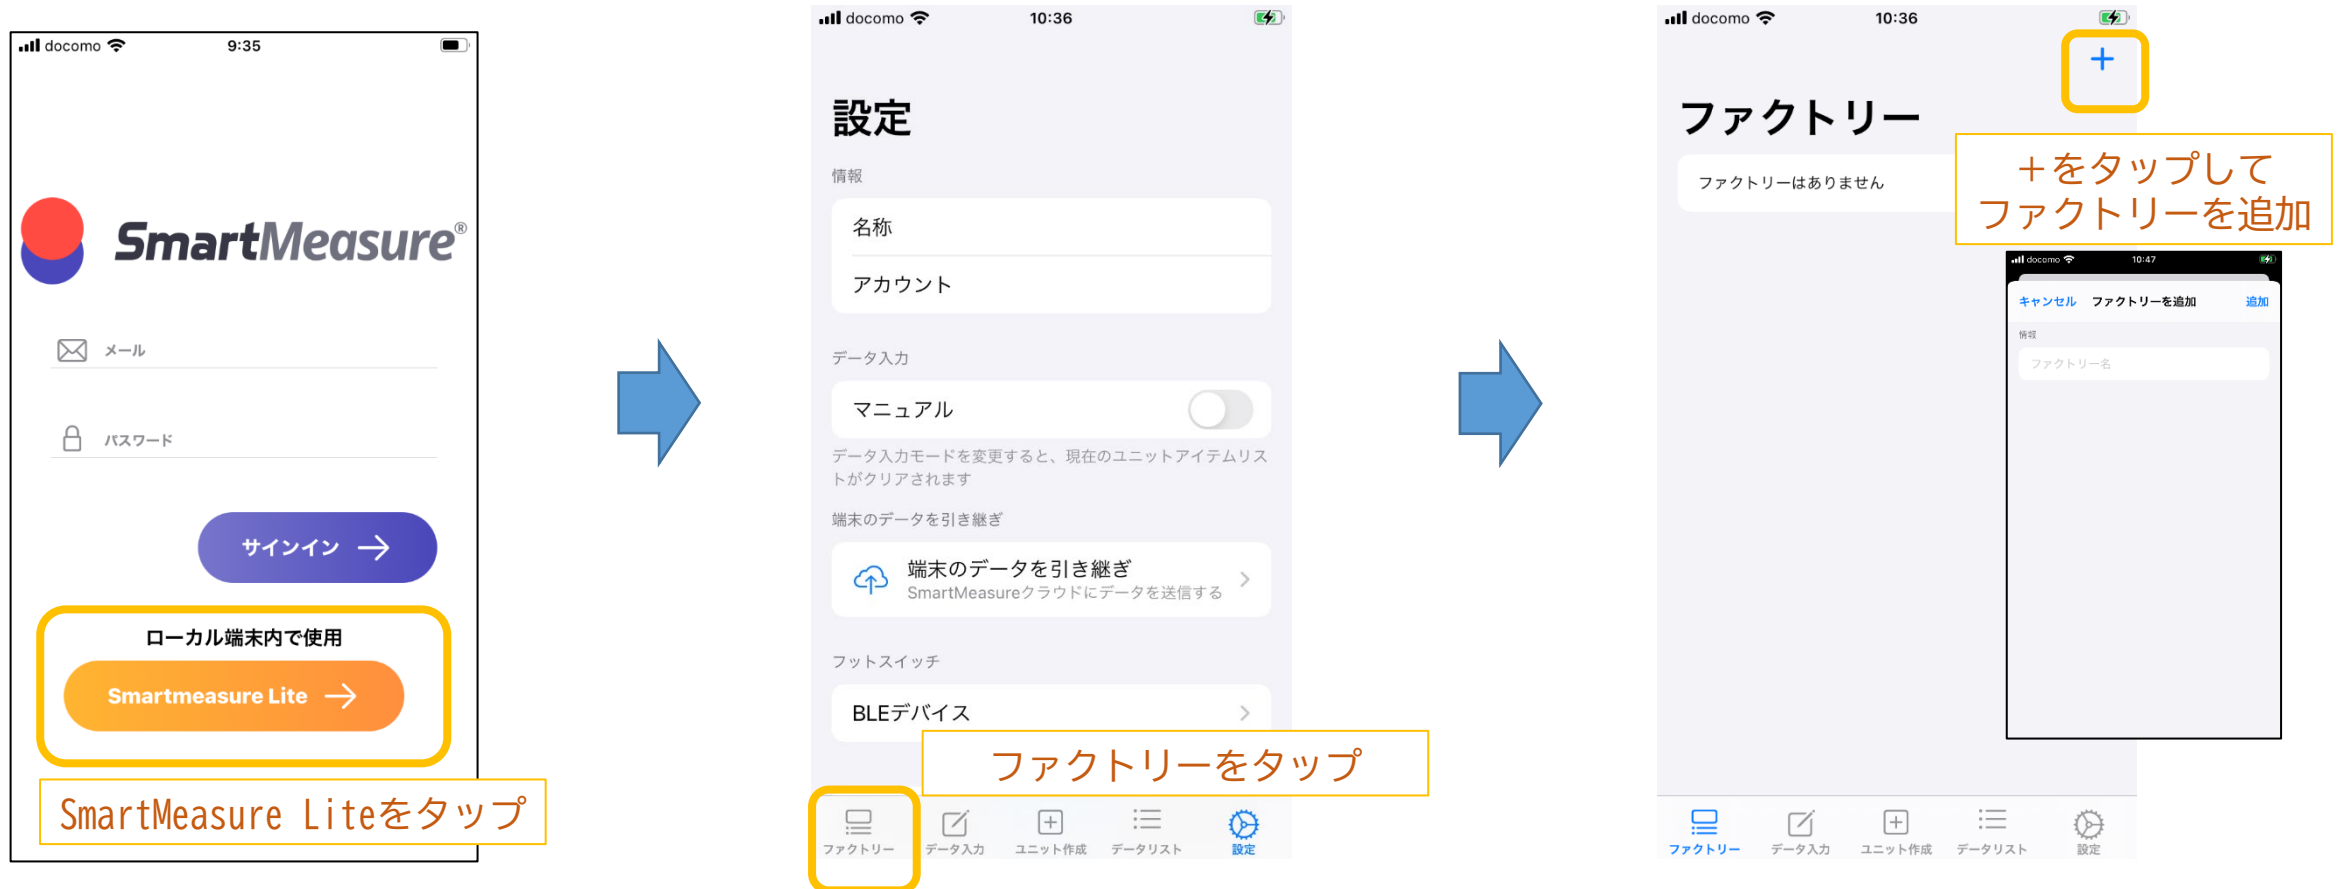 docomo 9:35
SmartMeasure®
メール
パスワード
サインイン
ローカル端末内で使用
Smartmeasure Lite
SmartMeasure Liteをタップ
docomo 10:36
設定
情報
名称
アカウント
データ入力
マニュアル
データ入力モードを変更すると、現在のユニットアイテムリス
トがクリアされます
端末のデータを引き継ぎ
端末のデータを引き継ぎ
SmartMeasureクラウドにデータを送信する
フットスイッチ
BLEデバイス
ファクトリーをタップ
ファクトリー データ入力 ユニット作成 データリスト 設定
docomo 10:36
+
ファクトリー
ファクトリーはありません
＋をタップして
ファクトリーを追加
docomo 10:47
キャンセル ファクトリーを追加 追加
情報
ファクトリー名
ファクトリー データ入力 ユニット作成 データリスト 設定